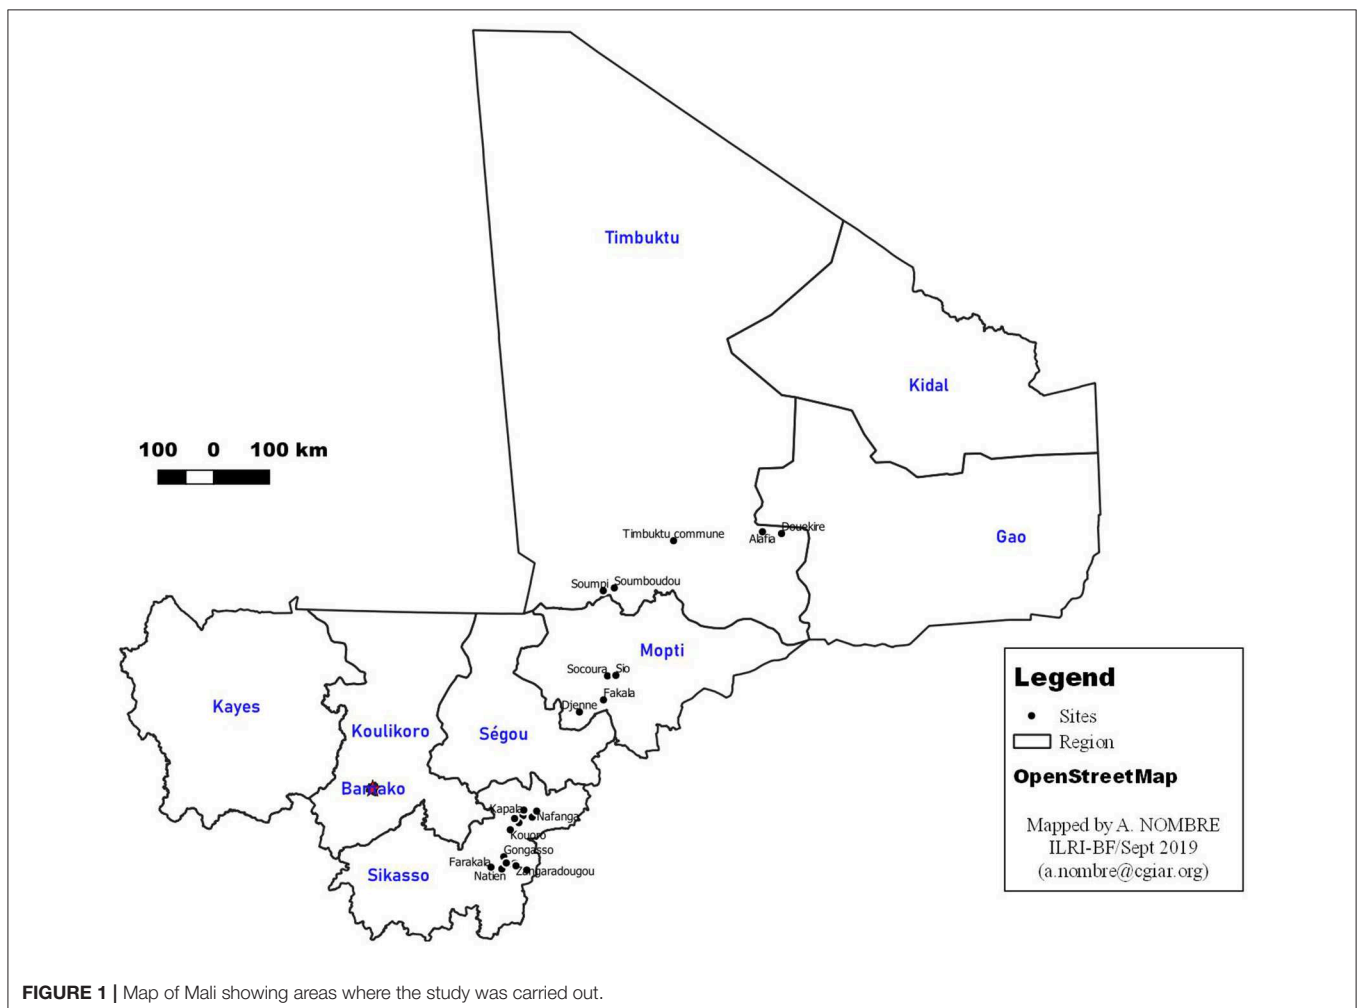 Timbuktu
Kidal
100 0 100 km
Timbuktu commune
Douekire
Alafia
Gao
Soumpi
Soumboudou
Mopti
Socoura
Sio
Fakala
Djenne
Kayes
Koulikoro
Ségou
Bamako
Kapala
Nafanga
Kouoro
Gongasso
Farakala
Zangaradougou
Natien
Sikasso
Legend
Sites
Region
OpenStreetMap
Mapped by A. NOMBRE
ILRI-BF/Sept 2019
(a.nombre@cgiar.org)
FIGURE 1 | Map of Mali showing areas where the study was carried out.